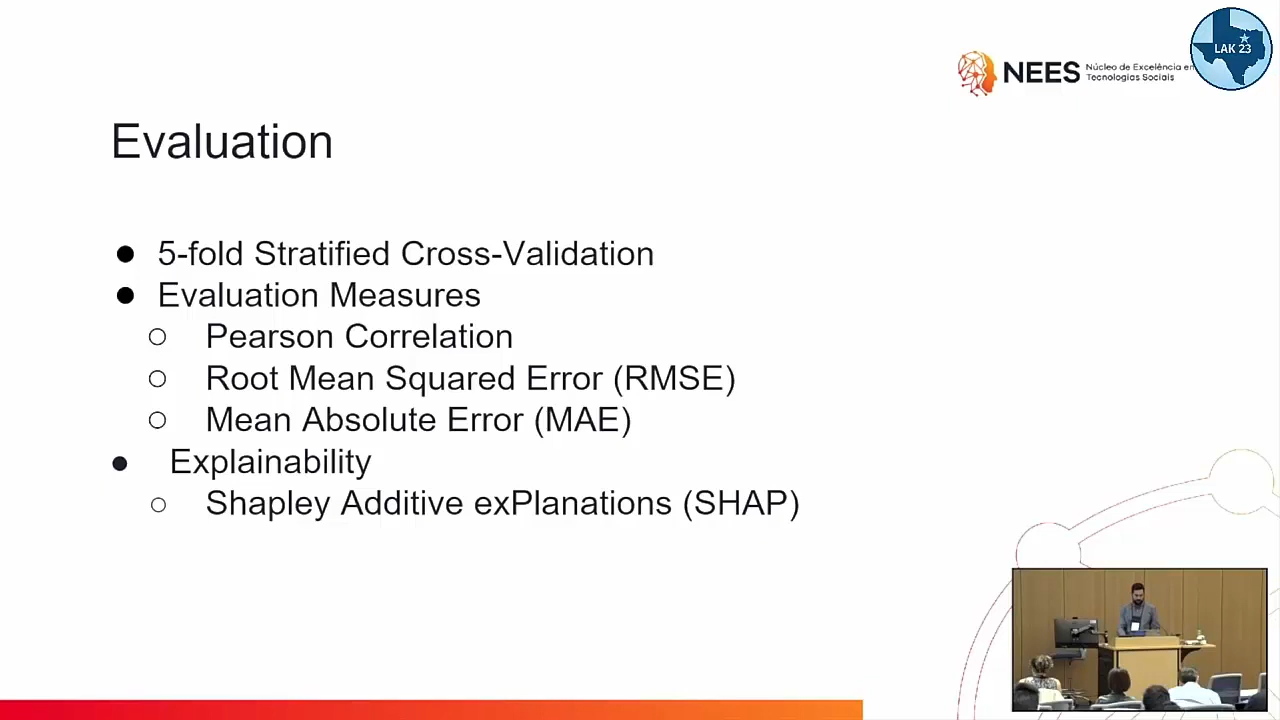 LAK 23
NEES
Núcleo de Excelência em
Tecnologias Sociais
Evaluation
● 5-fold Stratified Cross-Validation
● Evaluation Measures
○ Pearson Correlation
○ Root Mean Squared Error (RMSE)
○ Mean Absolute Error (MAE)
● Explainability
○ Shapley Additive exPlanations (SHAP)